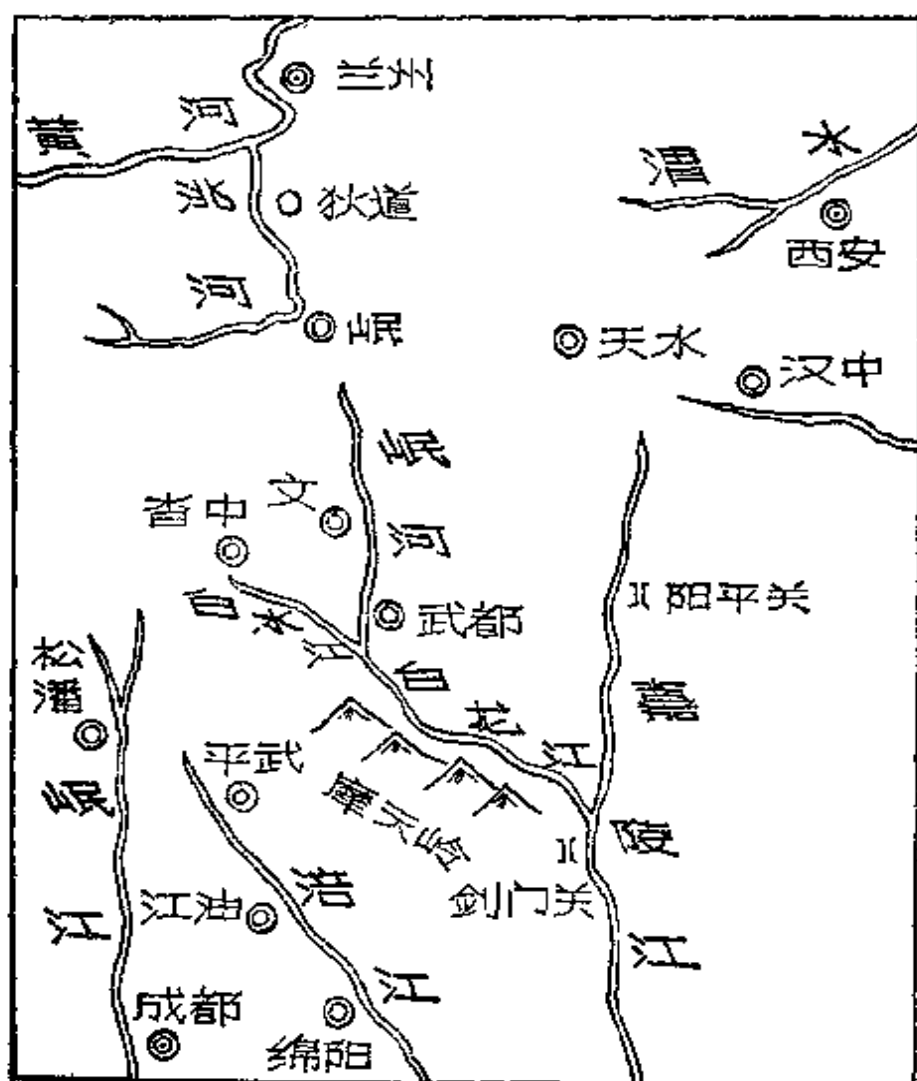 兰州
黄河
洮河
狄道
岷
渭水
西安
天水
汉中
岷河
文
沓中
武都
白水江
白龙江
阳平关
嘉陵江
松潘
岷江
平武
摩天岭
剑门关
江油
涪江
成都
绵阳